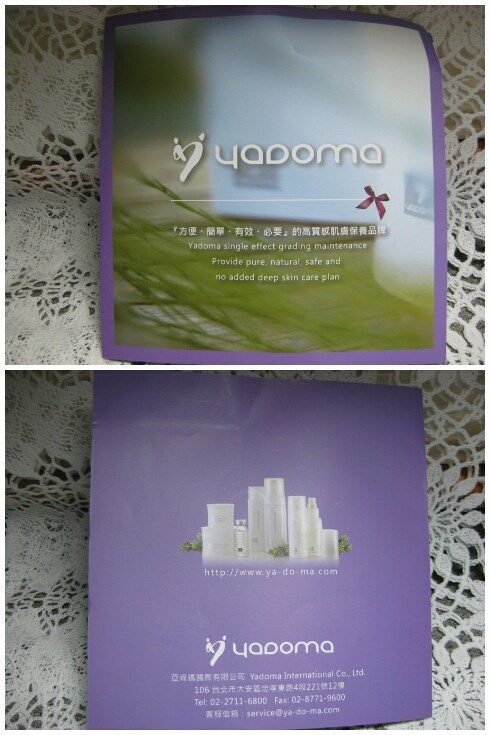 yadoma
『方便、簡單、有效、必要』的高質感肌膚保養品牌
Yadoma single effect grading maintenance
Provide pure, natural, safe and
no added deep skin care plan
http://www.ya-do-ma.com
yadoma
亞緹碼國際有限公司 Yadoma International Co., Ltd.
106 台北市大安區忠孝東路4段221號12樓
Tel: 02-2711-6800 Fax: 02-8771-9600
客服信箱：service@ya-do-ma.com